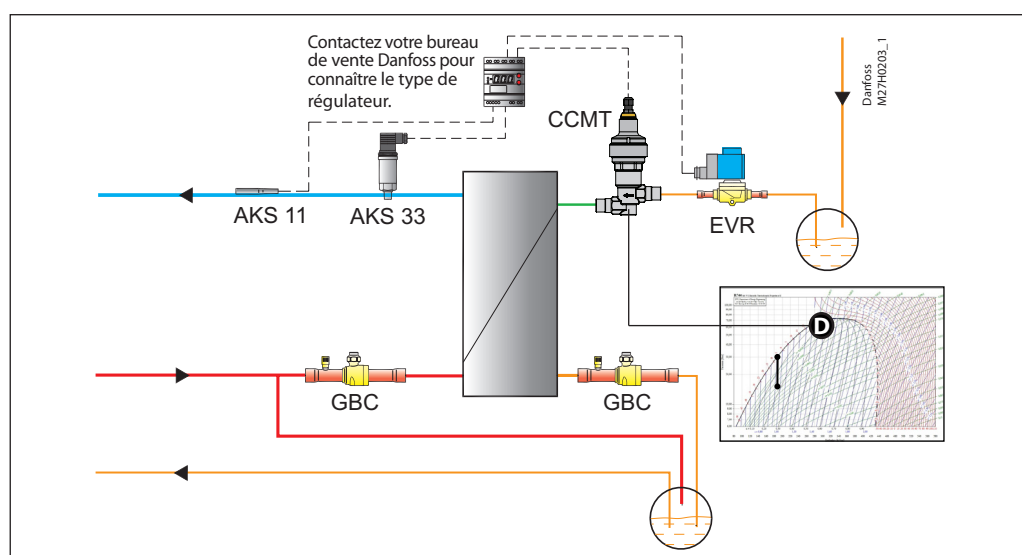 Contactez votre bureau
de vente Danfoss pour
connaître le type de
régulateur.
CCMT
Danfoss
M27H0203_1
AKS 11
AKS 33
EVR
D
GBC
GBC